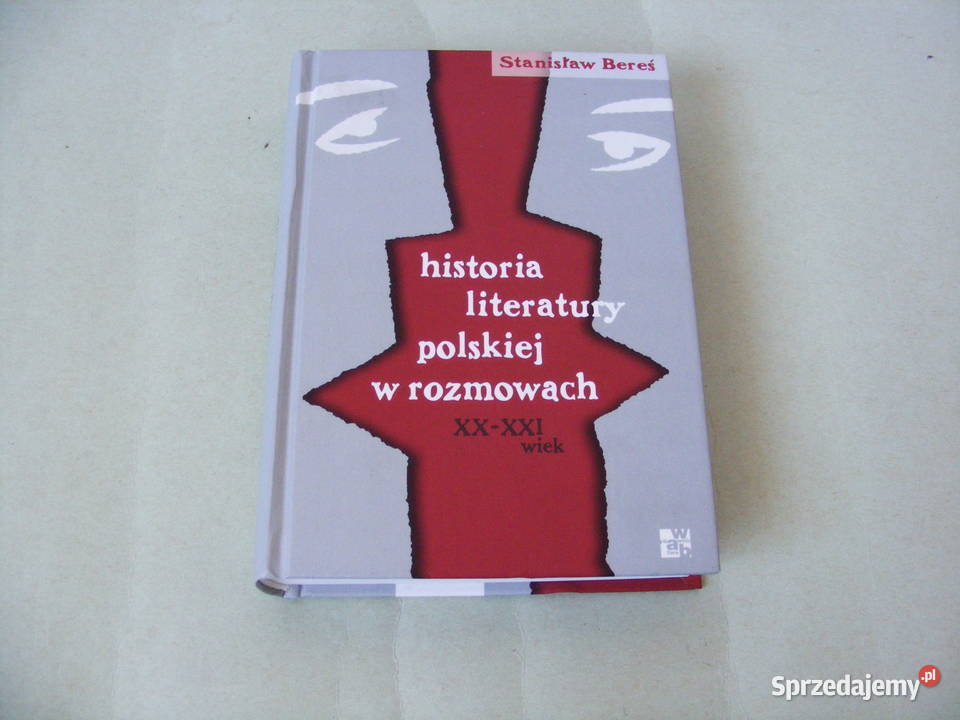 Stanisław Bereś
historia
literatury
polskiej
w rozmowach
XX-XXI
wiek
w
a.b.
Sprzedajemy.pl